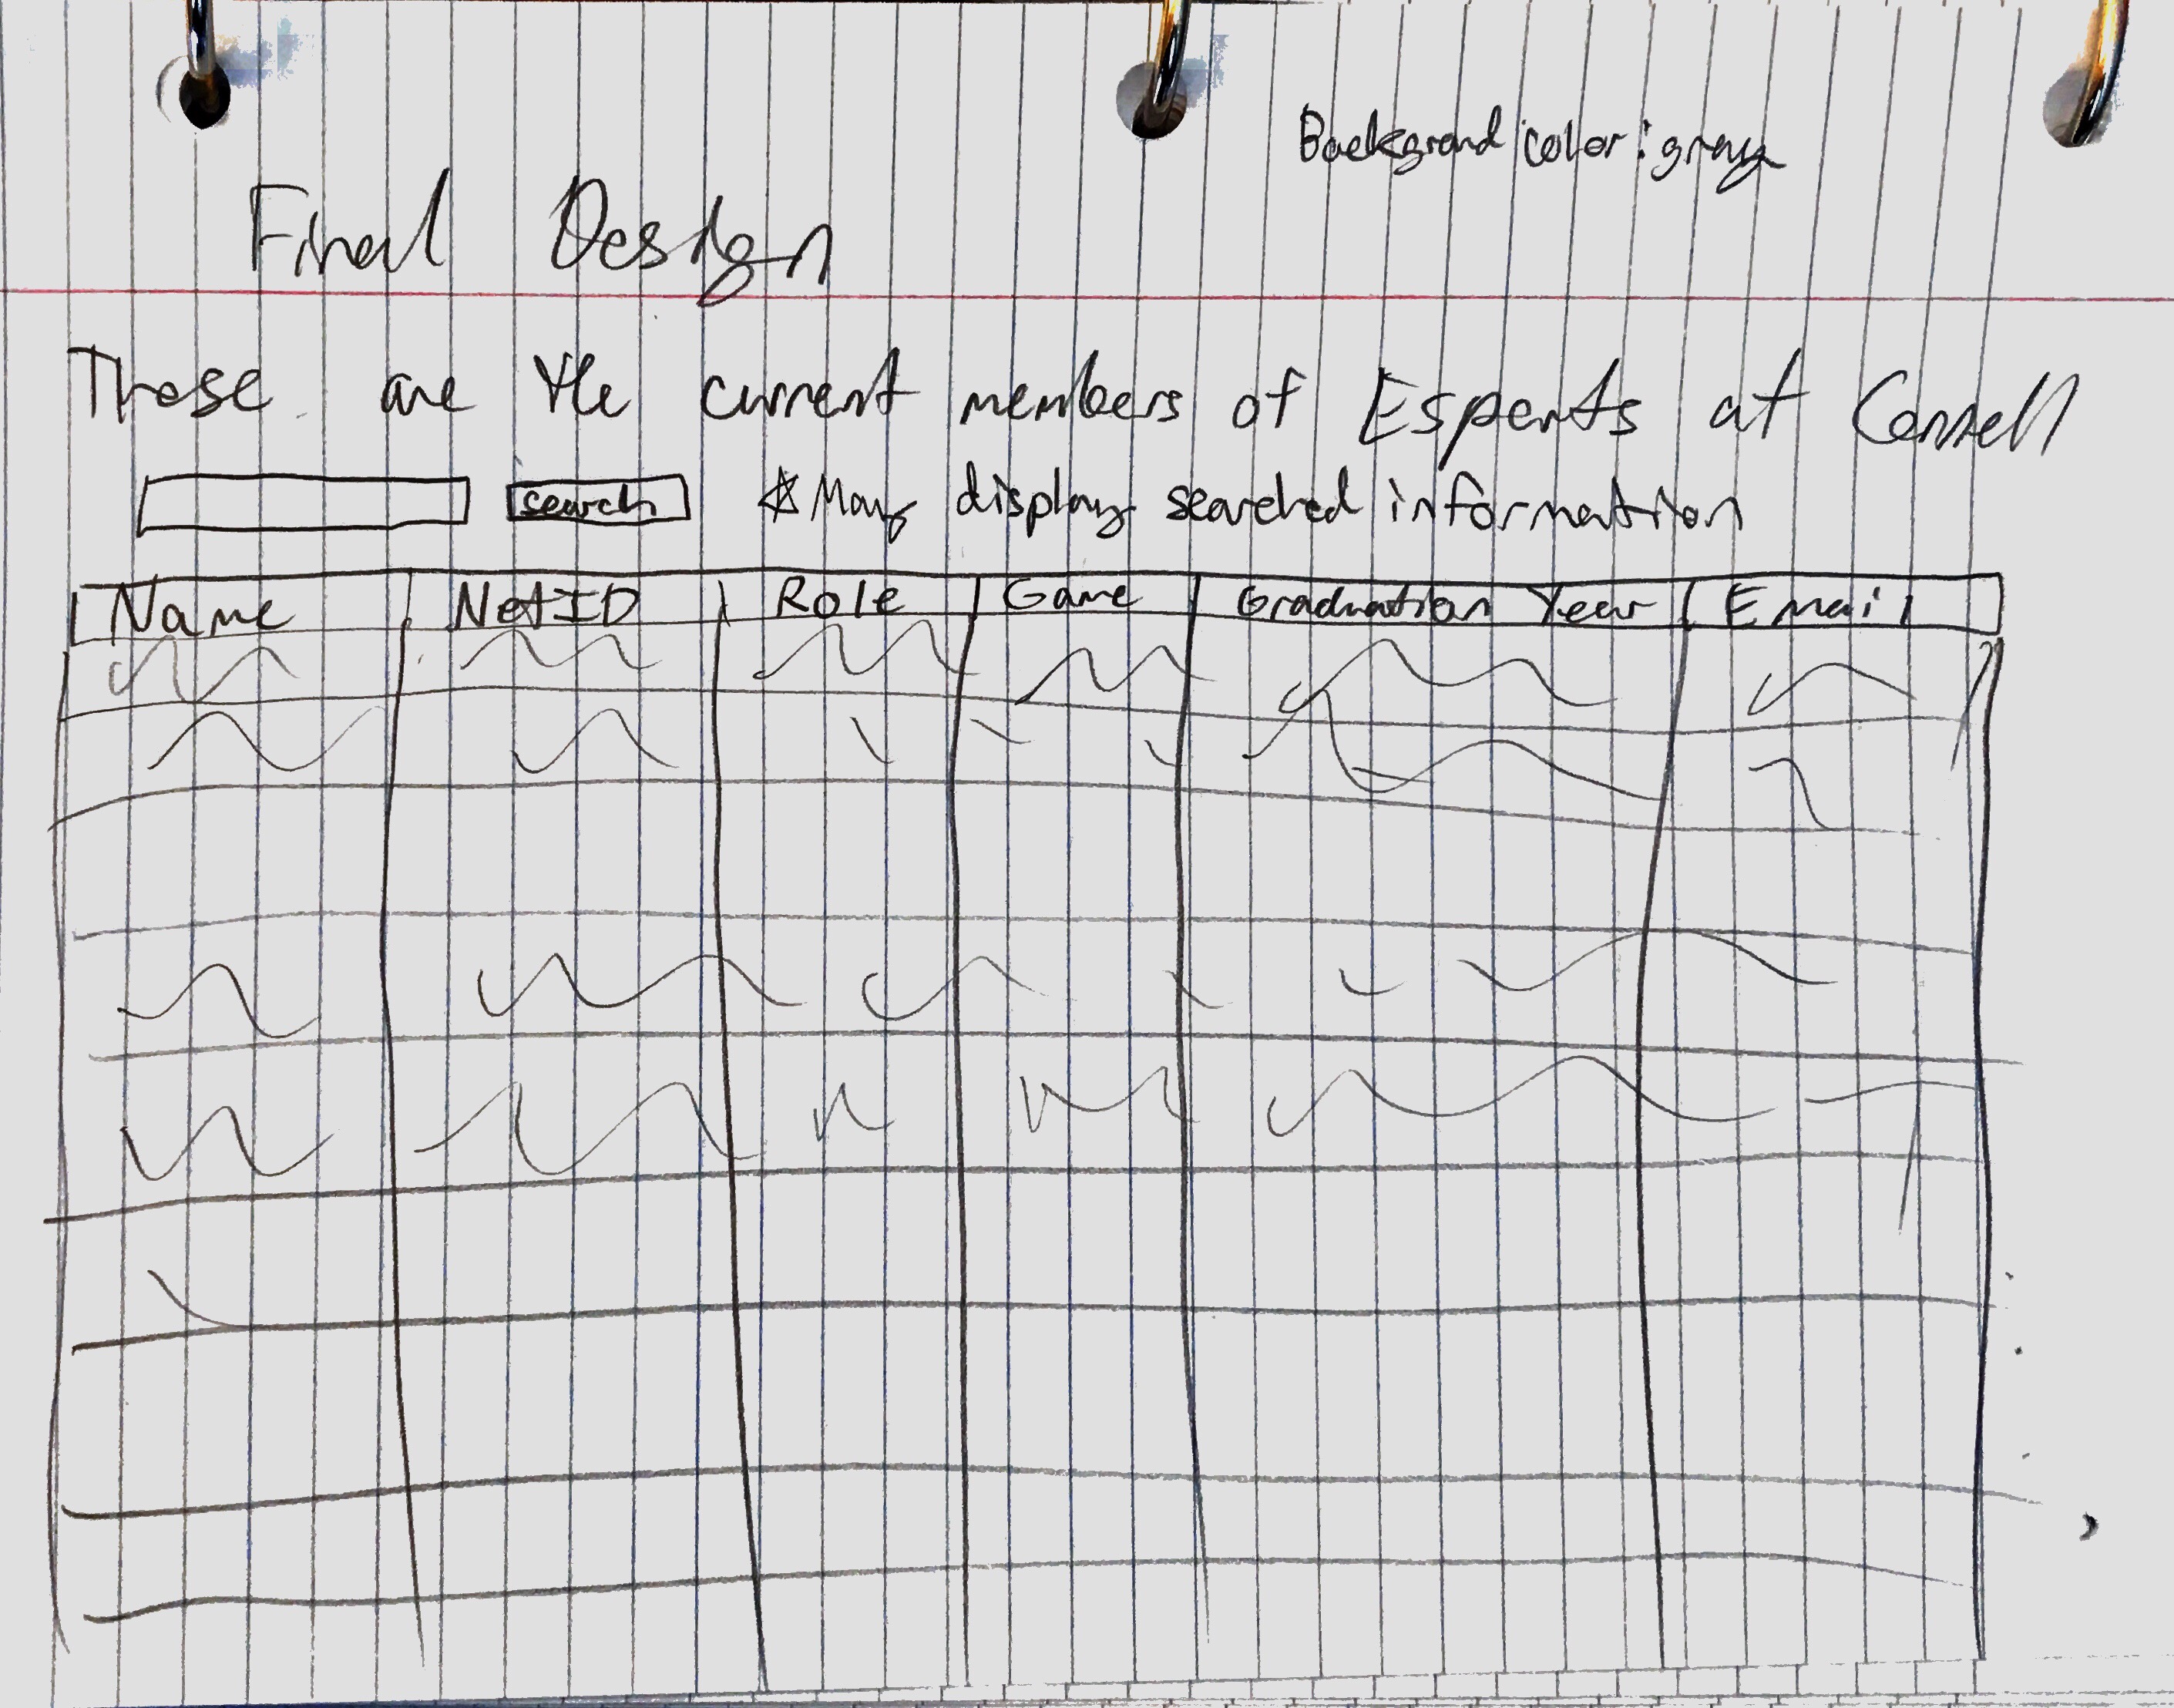 Background color: gray
Final Design
These are the current members of Esports at Cornell
search *May display searched information
Name NetID Role Game Graduation Year Email